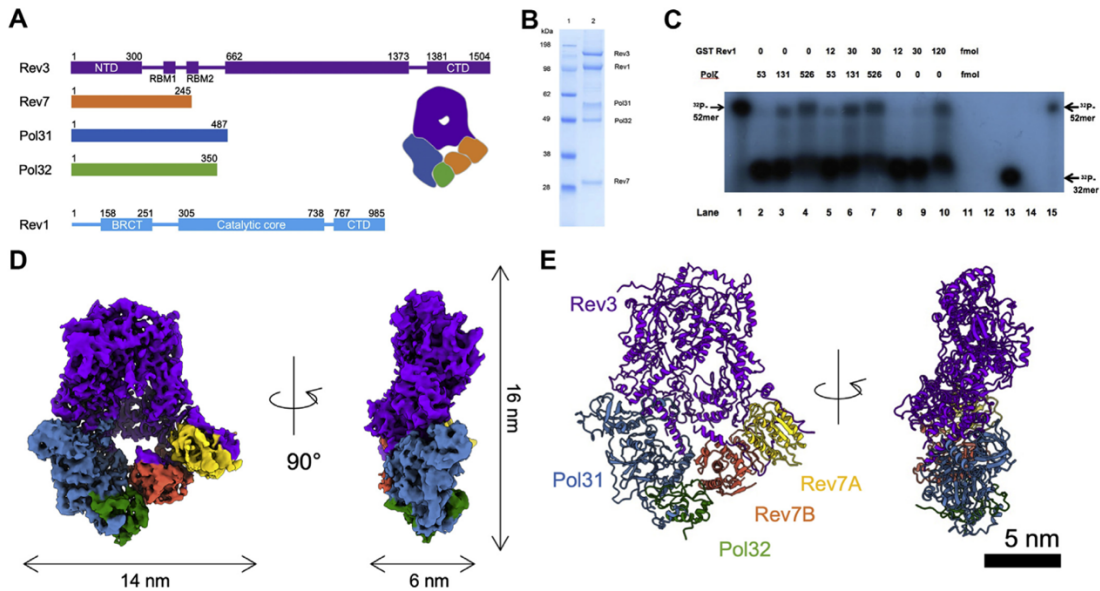 A
1 300 662 1373 1381 1504
Rev3 NTD CTD
RBM1 RBM2
1 245
Rev7
1 487
Pol31
1 350
Pol32
1 158 251 305 738 767 985
Rev1 BRCT Catalytic core CTD
B
1 2
kDa
198
98
62
49
38
28
Rev3
Rev1
Pol31
Pol32
Rev7
C
GST Rev1 0 0 0 12 30 30 12 30 120 fmol
Polζ 53 131 526 53 131 526 0 0 0 fmol
³²P-
52mer
³²P-
52mer
³²P-
32mer
Lane 1 2 3 4 5 6 7 8 9 10 11 12 13 14 15
D
90°
16 nm
14 nm
6 nm
E
Rev3
Pol31
Rev7A
Rev7B
Pol32
5 nm